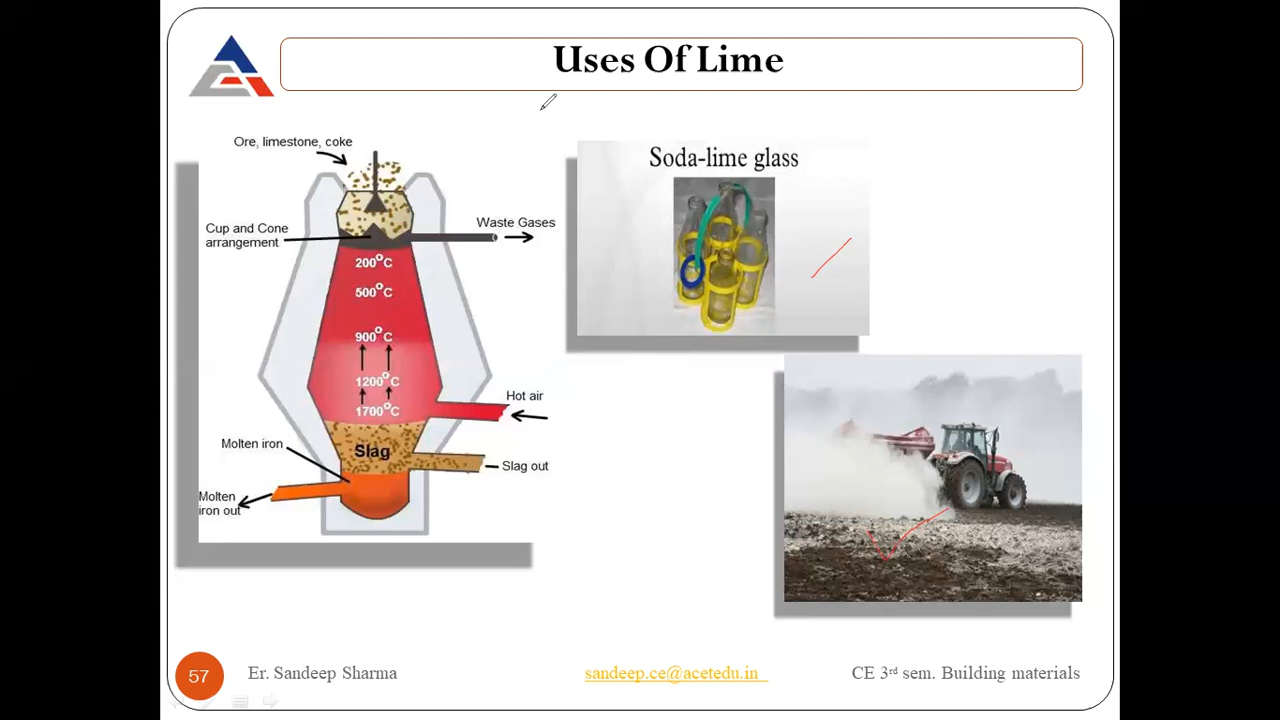 Uses Of Lime
Ore, limestone, coke
Cup and Cone
arrangement
Waste Gases
200°C
500°C
900°C
1200°C
1700°C
Hot air
Molten iron
Slag
Slag out
Molten
iron out
Soda-lime glass
57
Er. Sandeep Sharma
sandeep.ce@acetedu.in
CE 3rd sem. Building materials